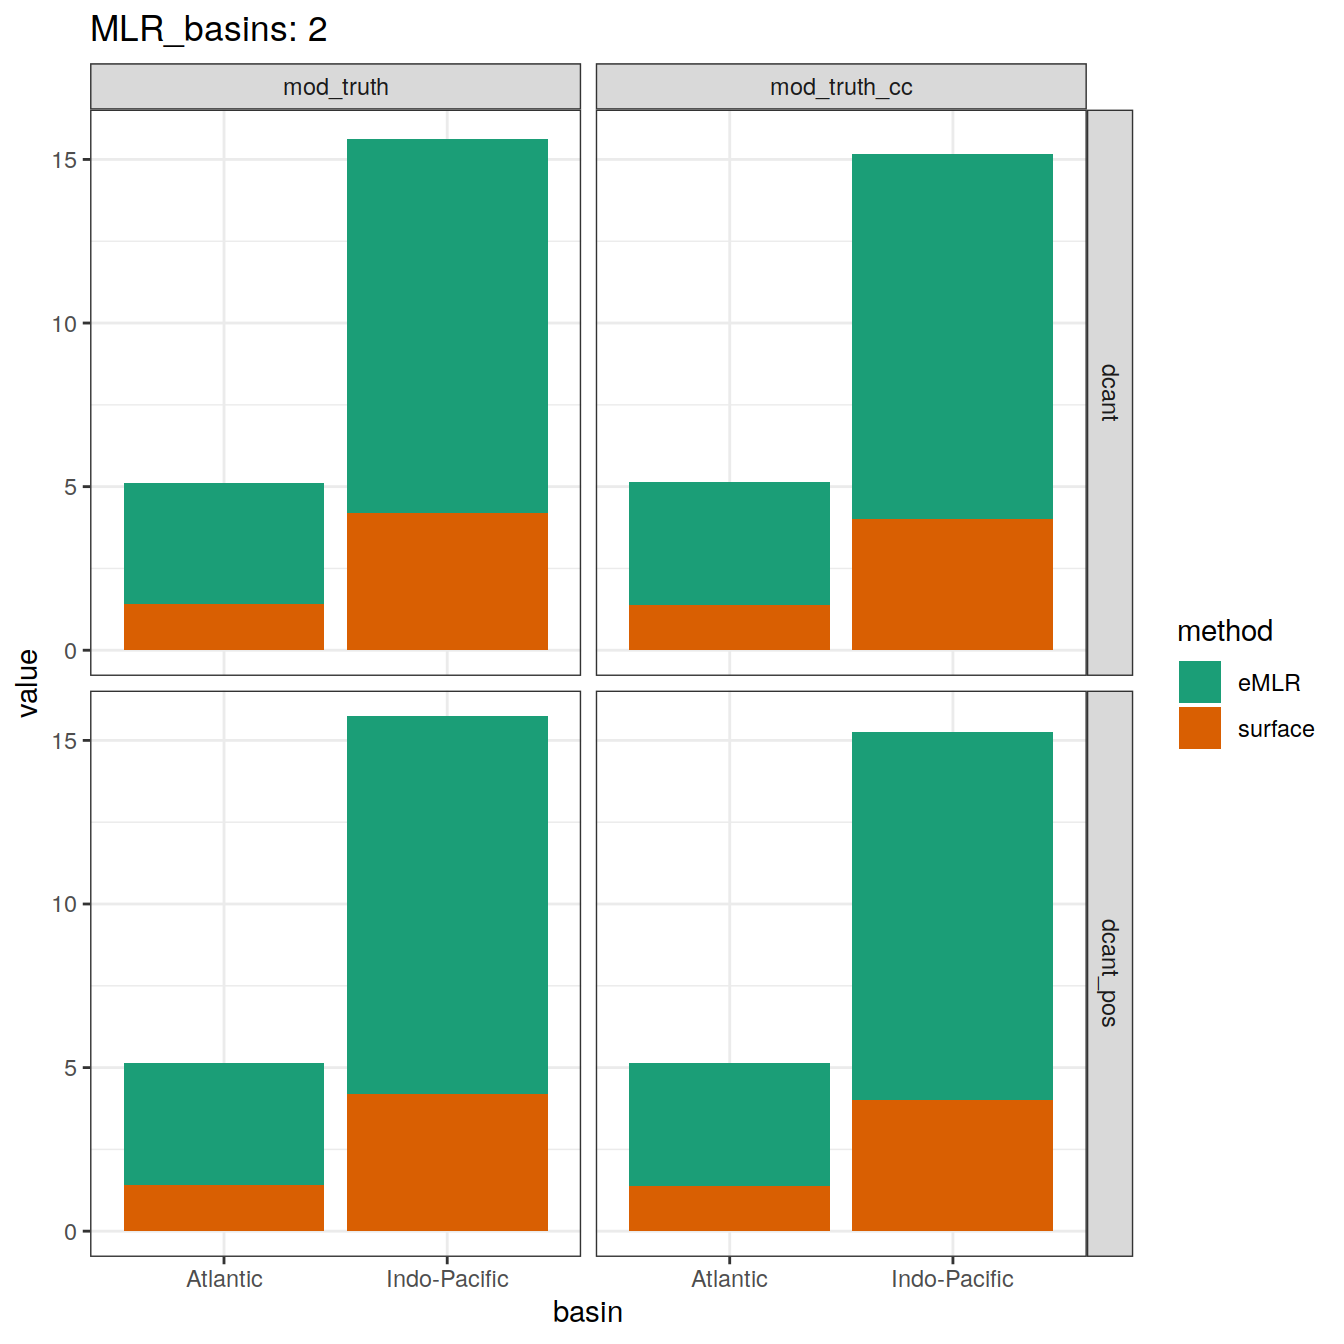 MLR_basins: 2
mod_truth
mod_truth_cc
15
10
5
0
dcant
15
10
5
0
dcant_pos
value
Atlantic
Indo-Pacific
Atlantic
Indo-Pacific
basin
method
eMLR
surface